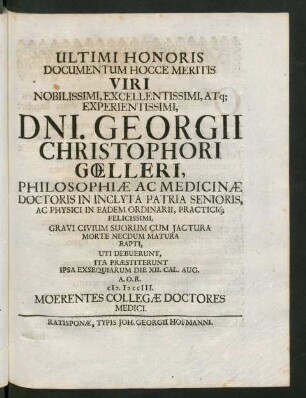 ULTIMI HONORIS
DOCUMENTUM HOCCE MERITIS
VIRI
NOBILISSIMI, EXCELLENTISSIMI, ATq;
EXPERIENTISSIMI,
DNI. GEORGII
CHRISTOPHORI
GŒLLERI,
PHILOSOPHIÆ AC MEDICINÆ
DOCTORIS IN INCLYTA PATRIA SENIORIS,
AC PHYSICI IN EADEM ORDINARII, PRACTICIq;
FELICISSIMI,
GRAVI CIVIUM SUORUM CUM JACTURA
MORTE NECDUM MATURA
RAPTI,
UTI DEBUERUNT,
ITA PRÆSTITERUNT
IPSA EXSEQUIARUM DIE XII. CAL. AUG.
A.O.R.
cIↃ. IↃccIII.
MOERENTES COLLEGÆ DOCTORES
MEDICI.
RATISPONÆ, TYPIS JOH. GEORGII HOFMANNI.